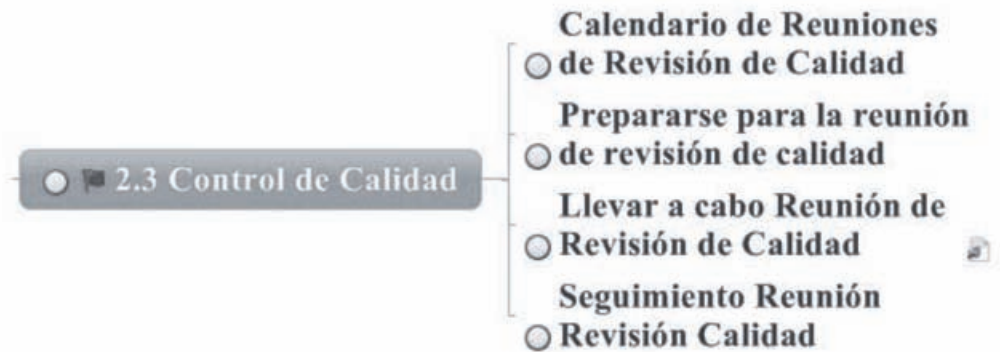 Calendario de Reuniones
de Revisión de Calidad
Prepararse para la reunión
de revisión de calidad
2.3 Control de Calidad
Llevar a cabo Reunión de
Revisión de Calidad
Seguimiento Reunión
Revisión Calidad